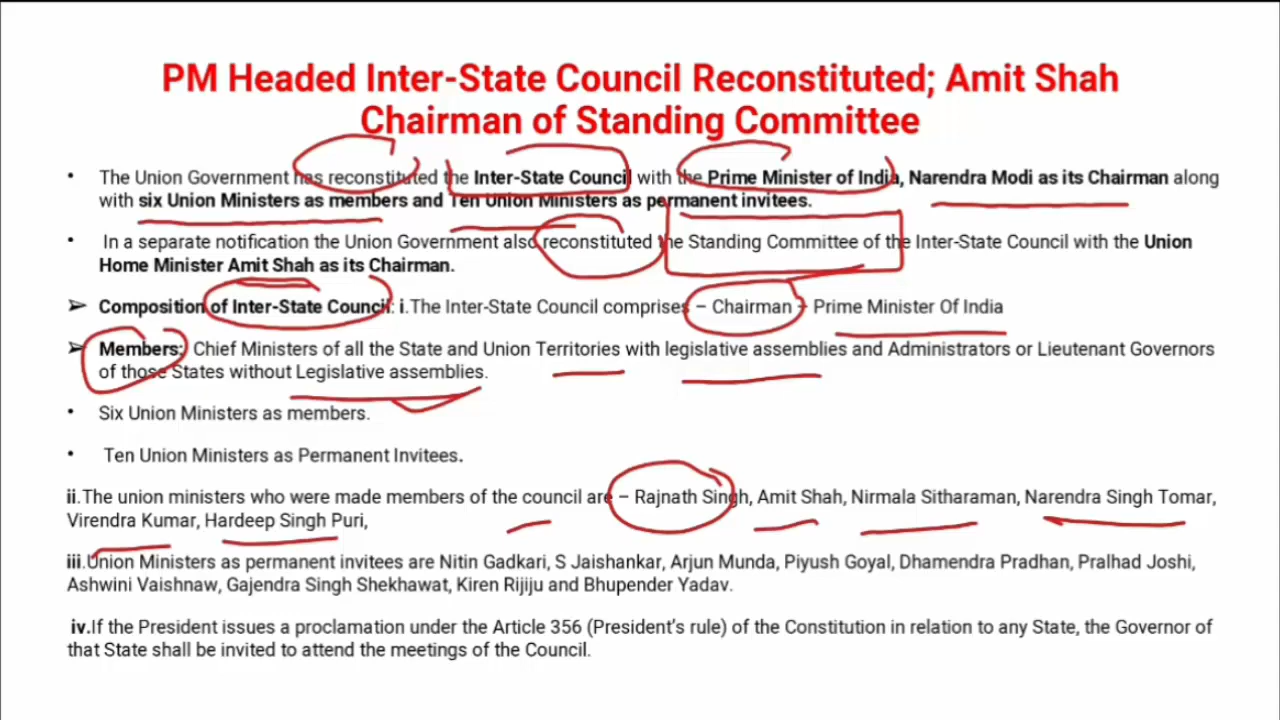 PM Headed Inter-State Council Reconstituted; Amit Shah
Chairman of Standing Committee
• The Union Government has reconstituted the Inter-State Council with the Prime Minister of India, Narendra Modi as its Chairman along
with six Union Ministers as members and Ten Union Ministers as permanent invitees.
• In a separate notification the Union Government also reconstituted the Standing Committee of the Inter-State Council with the Union
Home Minister Amit Shah as its Chairman.
➢ Composition of Inter-State Council: i.The Inter-State Council comprises – Chairman – Prime Minister Of India
➢ Members: Chief Ministers of all the State and Union Territories with legislative assemblies and Administrators or Lieutenant Governors
of those States without Legislative assemblies.
• Six Union Ministers as members.
• Ten Union Ministers as Permanent Invitees.
ii.The union ministers who were made members of the council are – Rajnath Singh, Amit Shah, Nirmala Sitharaman, Narendra Singh Tomar,
Virendra Kumar, Hardeep Singh Puri,
iii.Union Ministers as permanent invitees are Nitin Gadkari, S Jaishankar, Arjun Munda, Piyush Goyal, Dhamendra Pradhan, Pralhad Joshi,
Ashwini Vaishnaw, Gajendra Singh Shekhawat, Kiren Rijiju and Bhupender Yadav.
iv.If the President issues a proclamation under the Article 356 (President's rule) of the Constitution in relation to any State, the Governor of
that State shall be invited to attend the meetings of the Council.